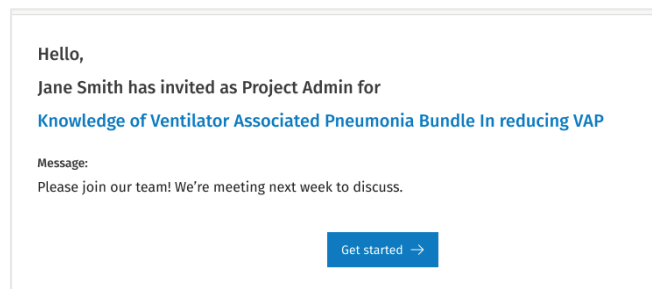 Hello,
Jane Smith has invited as Project Admin for
Knowledge of Ventilator Associated Pneumonia Bundle In reducing VAP
Message:
Please join our team! We're meeting next week to discuss.
Get started →